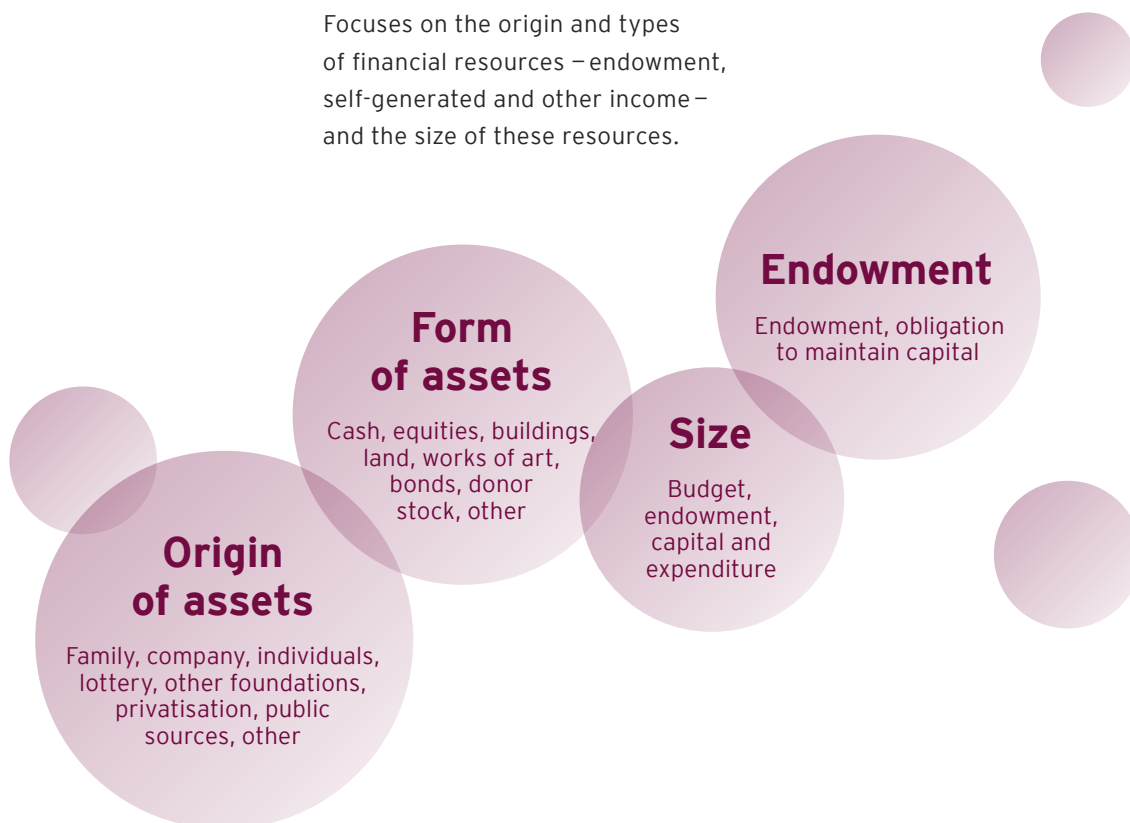 Focuses on the origin and types
of financial resources – endowment,
self-generated and other income –
and the size of these resources.
Endowment
Endowment, obligation
to maintain capital
Form
of assets
Cash, equities, buildings,
land, works of art,
bonds, donor
stock, other
Size
Budget,
endowment,
capital and
expenditure
Origin
of assets
Family, company, individuals,
lottery, other foundations,
privatisation, public
sources, other